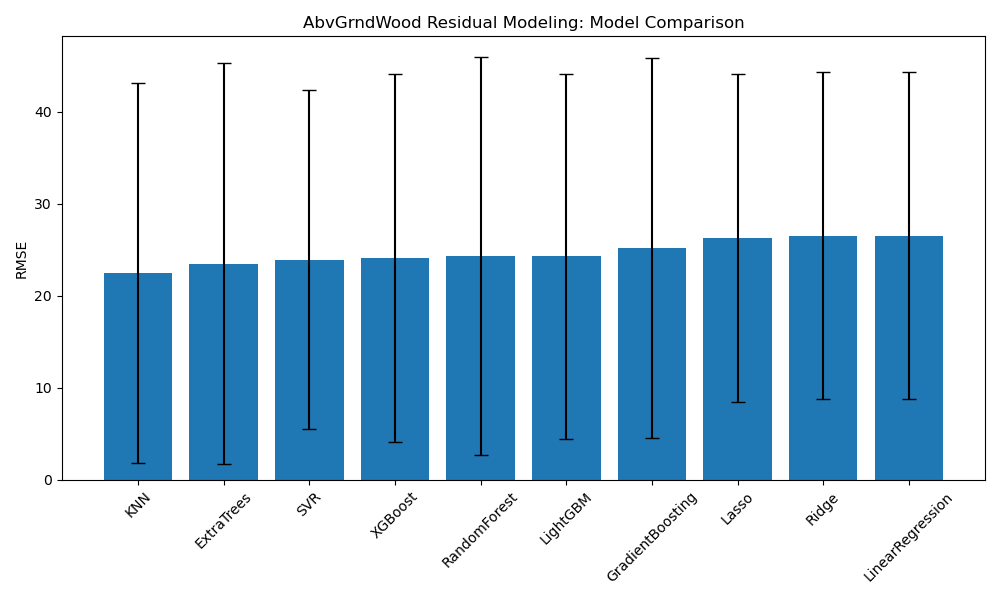 AbvGrndWood Residual Modeling: Model Comparison
RMSE
40
30
20
10
0
KNN
ExtraTrees
SVR
XGBoost
RandomForest
LightGBM
GradientBoosting
Lasso
Ridge
LinearRegression